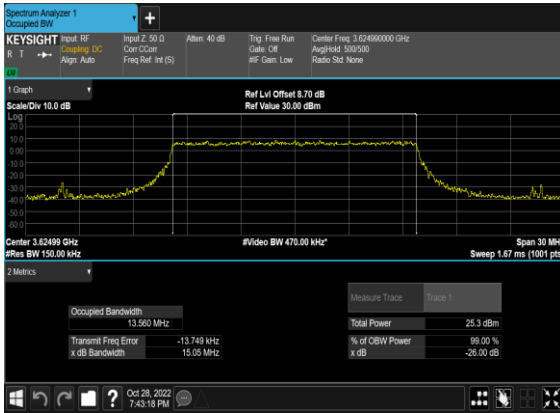 Spectrum Analyzer 1
Occupied BW
+
KEYSIGHT Input: RF Input Z: 50 Ω Atten: 40 dB Trig: Free Run Center Freq: 3.624990000 GHz
R T Coupling: DC Corr CCorr Gate: Off Avg|Hold: 500/500
Align: Auto Freq Ref: Int (S) #IF Gain: Low Radio Std: None
1 Graph
Ref Lvl Offset 8.70 dB
Scale/Div 10.0 dB Ref Value 30.00 dBm
Log
20.0
10.0
0.00
-10.0
-20.0
-30.0
-40.0
-50.0
-60.0
Center 3.62499 GHz #Video BW 470.00 kHz* Span 30 MH
#Res BW 150.00 kHz Sweep 1.67 ms (1001 pts
2 Metrics
Measure Trace Trace 1
Occupied Bandwidth
13.560 MHz Total Power 25.3 dBm
Transmit Freq Error -13.749 kHz % of OBW Power 99.00 %
x dB Bandwidth 15.05 MHz x dB -26.00 dB
? Oct 28, 2022
7:43:18 PM